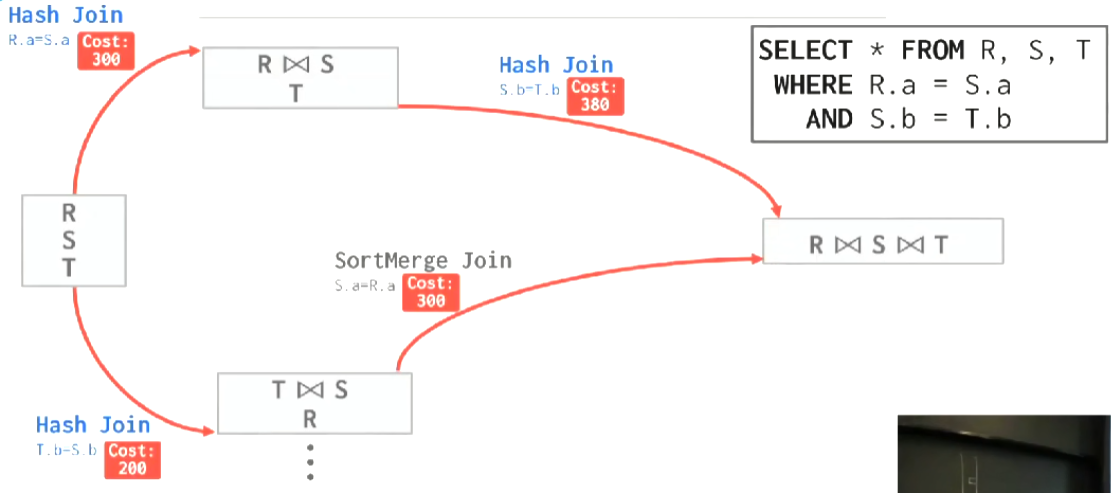 Hash Join
R.a=S.a
Cost:
300
R ⋈ S
T
Hash Join
S.b=T.b
Cost:
380
SELECT * FROM R, S, T
WHERE R.a = S.a
AND S.b = T.b
R
S
T
R ⋈ S ⋈ T
SortMerge Join
S.a=R.a
Cost:
300
T ⋈ S
R
Hash Join
T.b=S.b
Cost:
200